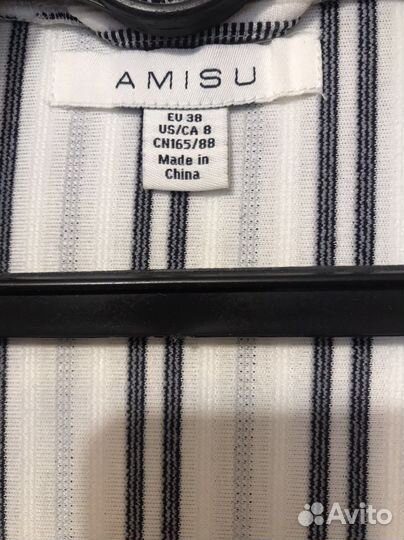 AMISU
EU 38
US/CA 8
CN165/88
Made in
China
Avito